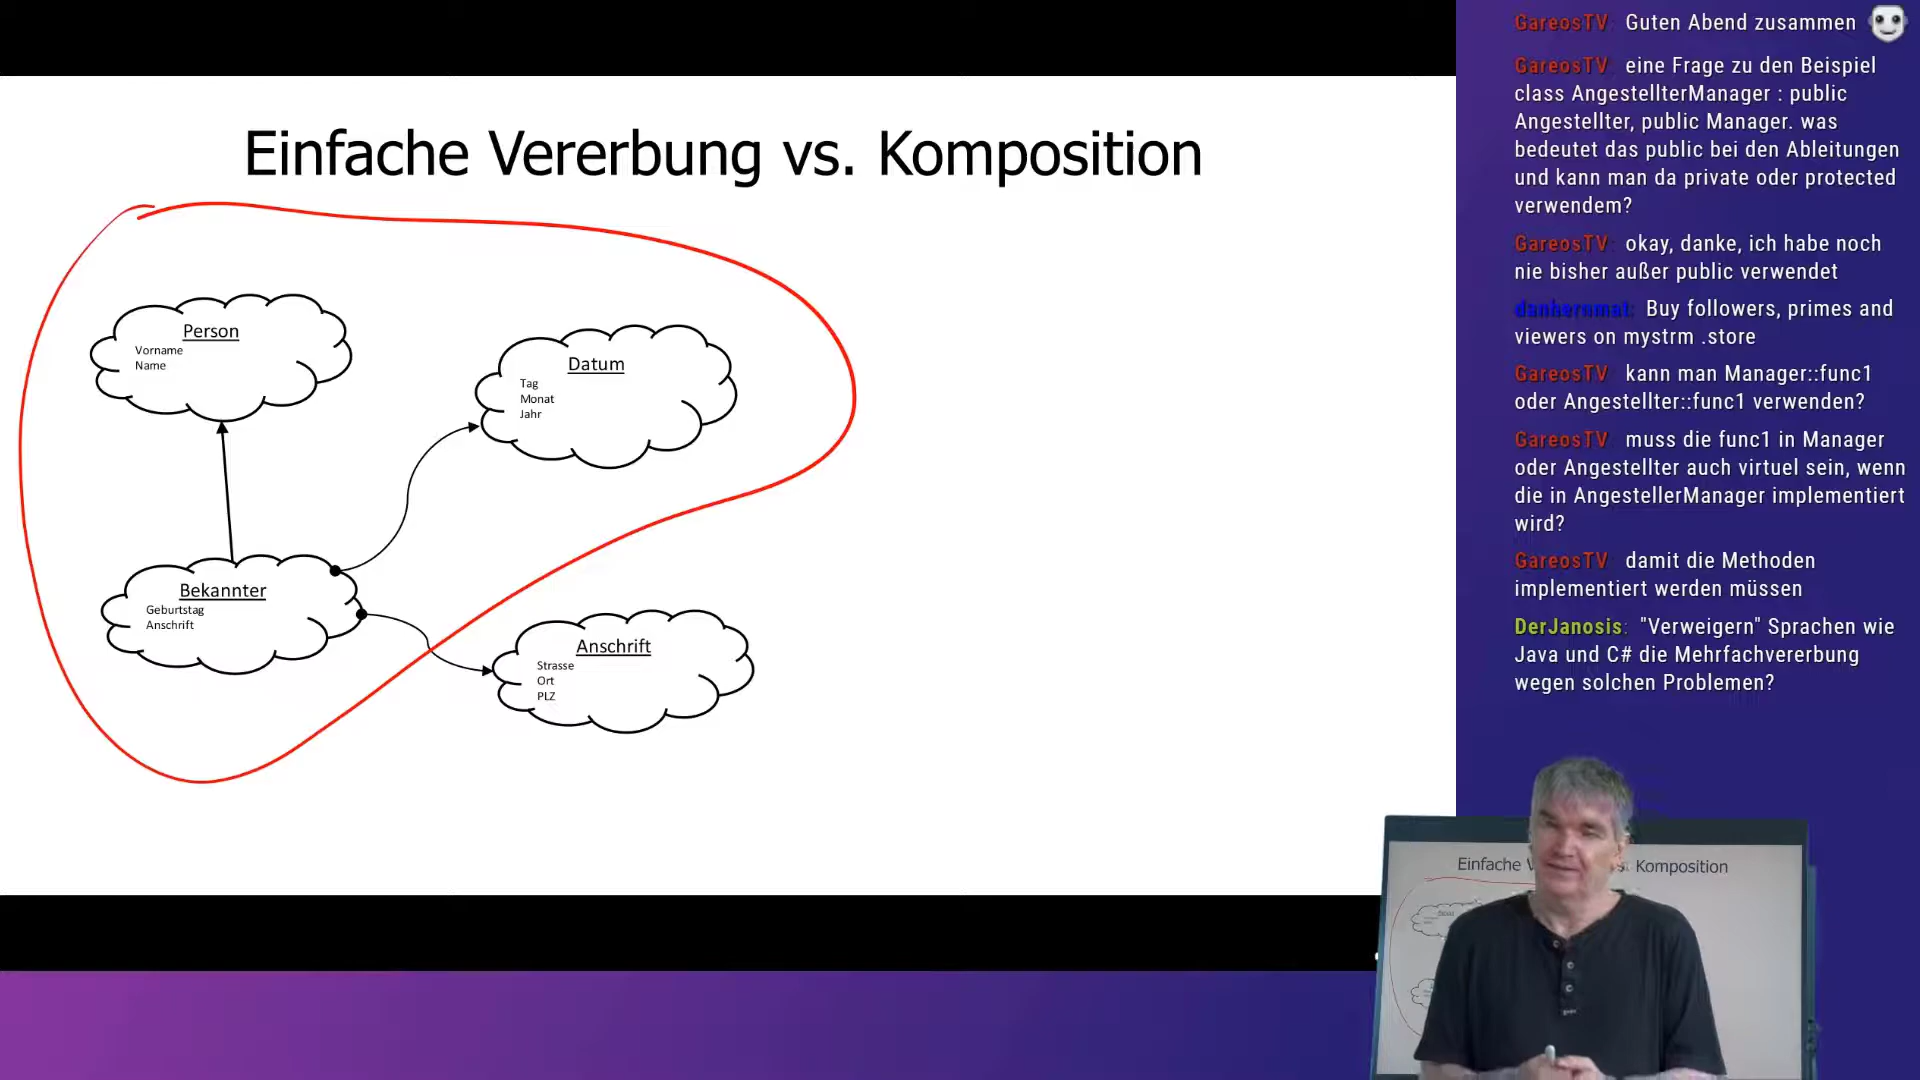 Einfache Vererbung vs. Komposition
Person
Vorname
Name
Datum
Tag
Monat
Jahr
Bekannter
Geburtstag
Anschrift
Anschrift
Strasse
Ort
PLZ
GareosTV: Guten Abend zusammen
GareosTV: eine Frage zu den Beispiel
class AngestellterManager : public
Angestellter, public Manager. was
bedeutet das public bei den Ableitungen
und kann man da private oder protected
verwendem?
GareosTV: okay, danke, ich habe noch
nie bisher außer public verwendet
danhernmat: Buy followers, primes and
viewers on mystrm .store
GareosTV: kann man Manager::func1
oder Angestellter::func1 verwenden?
GareosTV: muss die func1 in Manager
oder Angestellter auch virtuel sein, wenn
die in AngestellerManager implementiert
wird?
GareosTV: damit die Methoden
implementiert werden müssen
DerJanosis: "Verweigern" Sprachen wie
Java und C# die Mehrfachvererbung
wegen solchen Problemen?
Einfache V s. Komposition